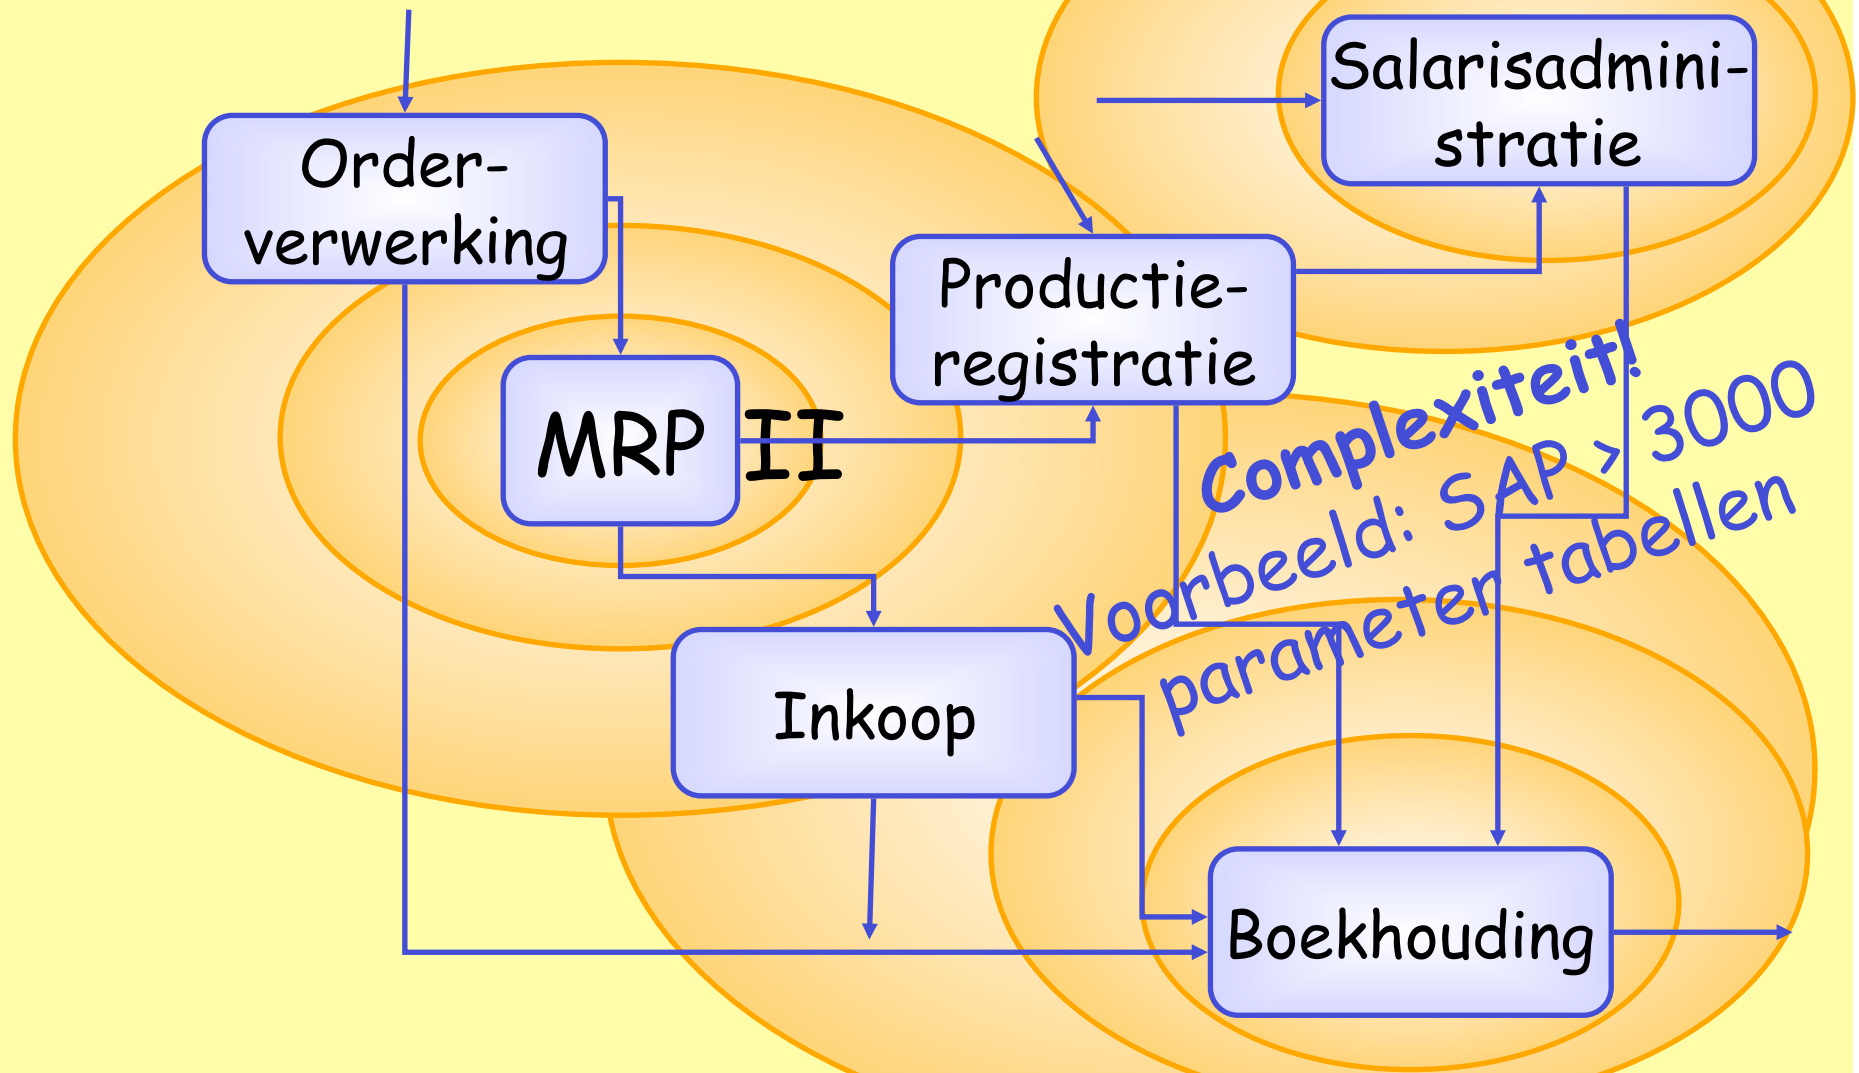 Salarisadmini-
stratie
Order-
verwerking
Productie-
registratie
MRP II
Complexiteit!
Voorbeeld: SAP > 3000
parameter tabellen
Inkoop
Boekhouding